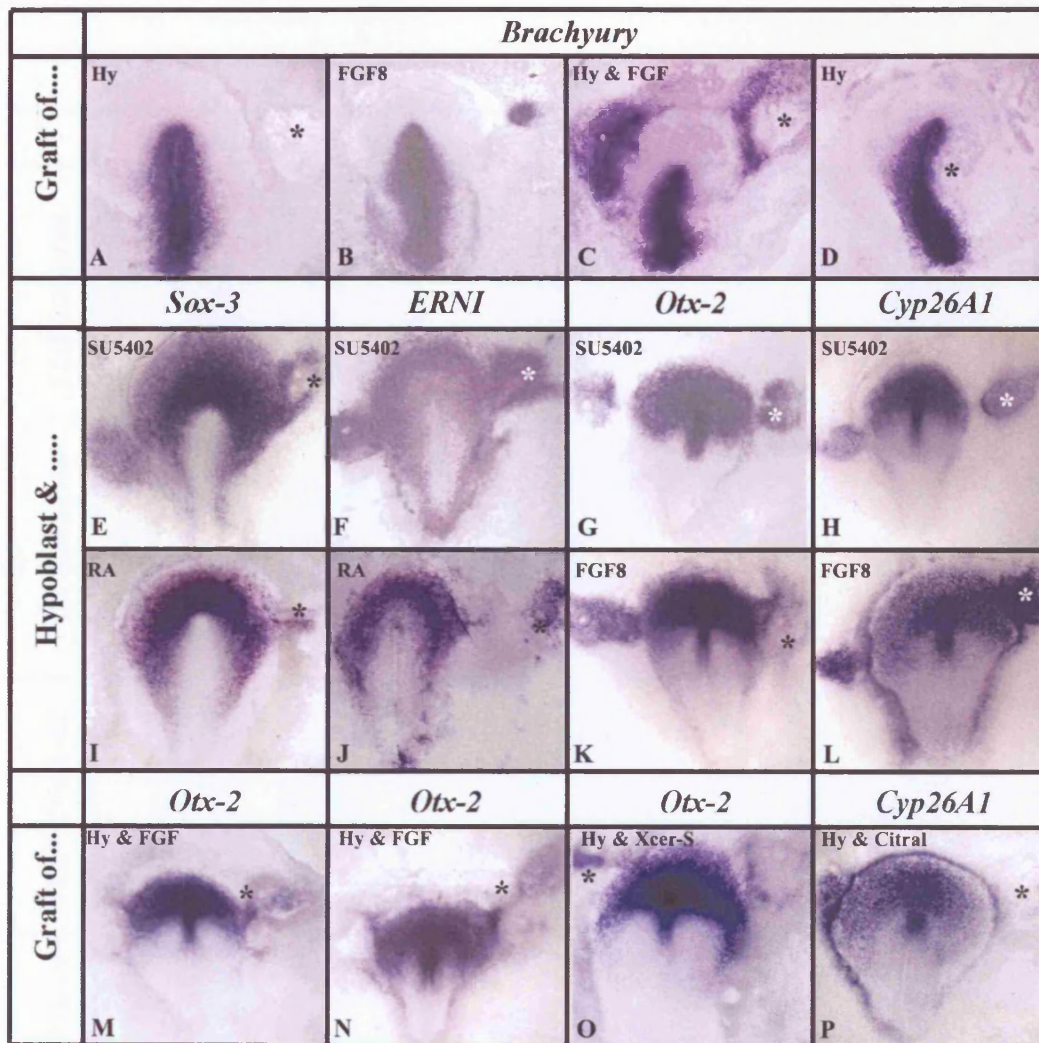 Brachyury
Graft of.....
Hy
*
A
FGF8
B
Hy & FGF
*
C
Hy
*
D
Sox-3
ERNI
Otx-2
Cyp26A1
Hypoblast & .....
SU5402
*
E
SU5402
*
F
SU5402
*
G
SU5402
*
H
RA
*
I
RA
*
J
FGF8
*
K
FGF8
*
L
Otx-2
Otx-2
Otx-2
Cyp26A1
Graft of...
Hy & FGF
*
M
Hy & FGF
*
N
Hy & Xcer-S
*
O
Hy & Citral
*
P